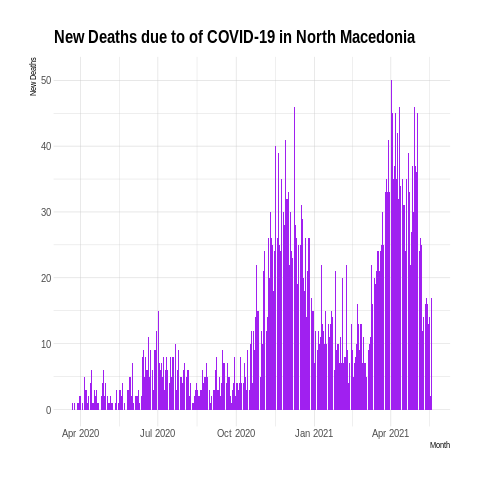 New Deaths due to of COVID-19 in North Macedonia
New Deaths
50
40
30
20
10
0
Apr 2020 Jul 2020 Oct 2020 Jan 2021 Apr 2021
Month